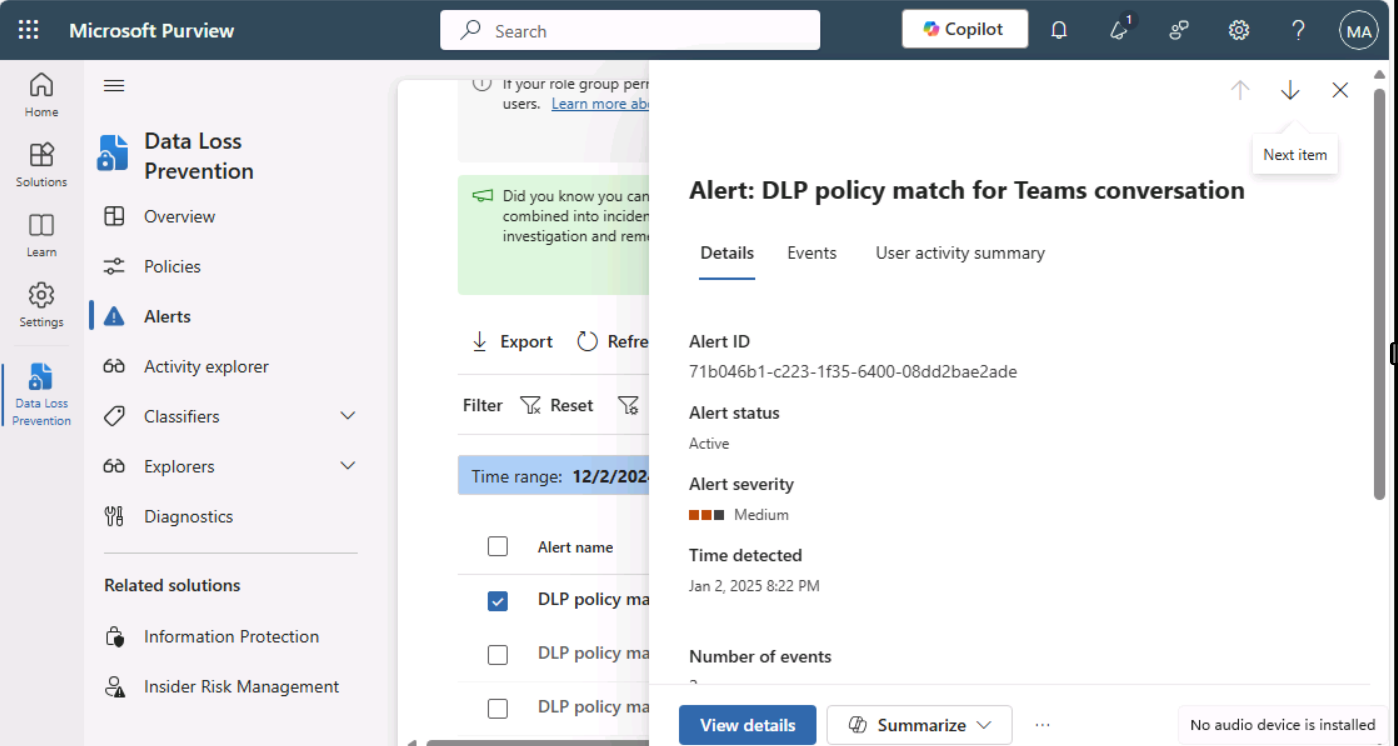 Microsoft Purview
Search
Copilot
1
MA
Home
Solutions
Learn
Settings
Data Loss
Prevention
Data Loss
Prevention
Overview
Policies
Alerts
Activity explorer
Classifiers
Explorers
Diagnostics
Related solutions
Information Protection
Insider Risk Management
If your role group perm
users. Learn more abo
Did you know you can
combined into inciden
investigation and reme
Export
Refre
Filter
Reset
Time range: 12/2/2024
Alert name
DLP policy ma
DLP policy ma
DLP policy ma
Next item
Alert: DLP policy match for Teams conversation
Details
Events
User activity summary
Alert ID
71b046b1-c223-1f35-6400-08dd2bae2ade
Alert status
Active
Alert severity
Medium
Time detected
Jan 2, 2025 8:22 PM
Number of events
View details
Summarize
No audio device is installed